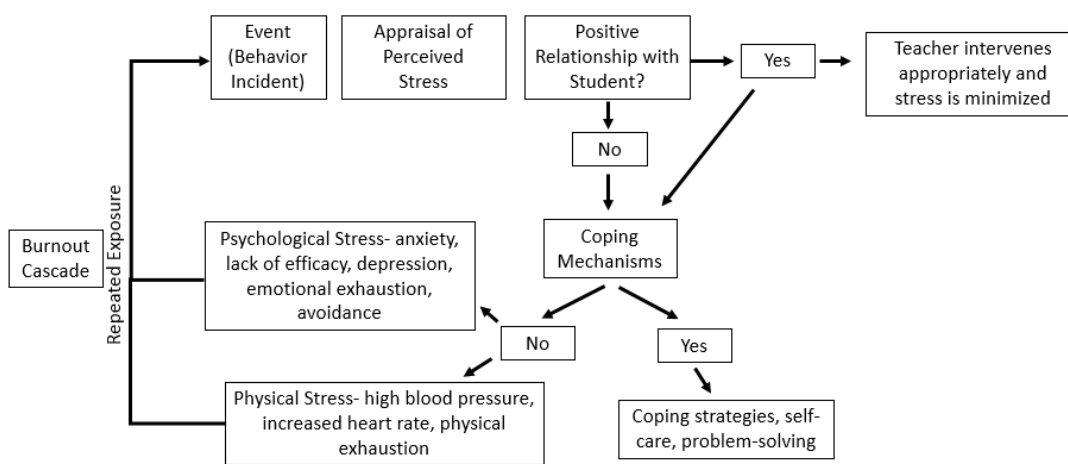 Event
(Behavior
Incident)
Appraisal of
Perceived
Stress
Positive
Relationship with
Student?
Yes
Teacher intervenes
appropriately and
stress is minimized
No
Repeated Exposure
Burnout
Cascade
Psychological Stress- anxiety,
lack of efficacy, depression,
emotional exhaustion,
avoidance
Coping
Mechanisms
No
Yes
Physical Stress- high blood pressure,
increased heart rate, physical
exhaustion
Coping strategies, self-
care, problem-solving